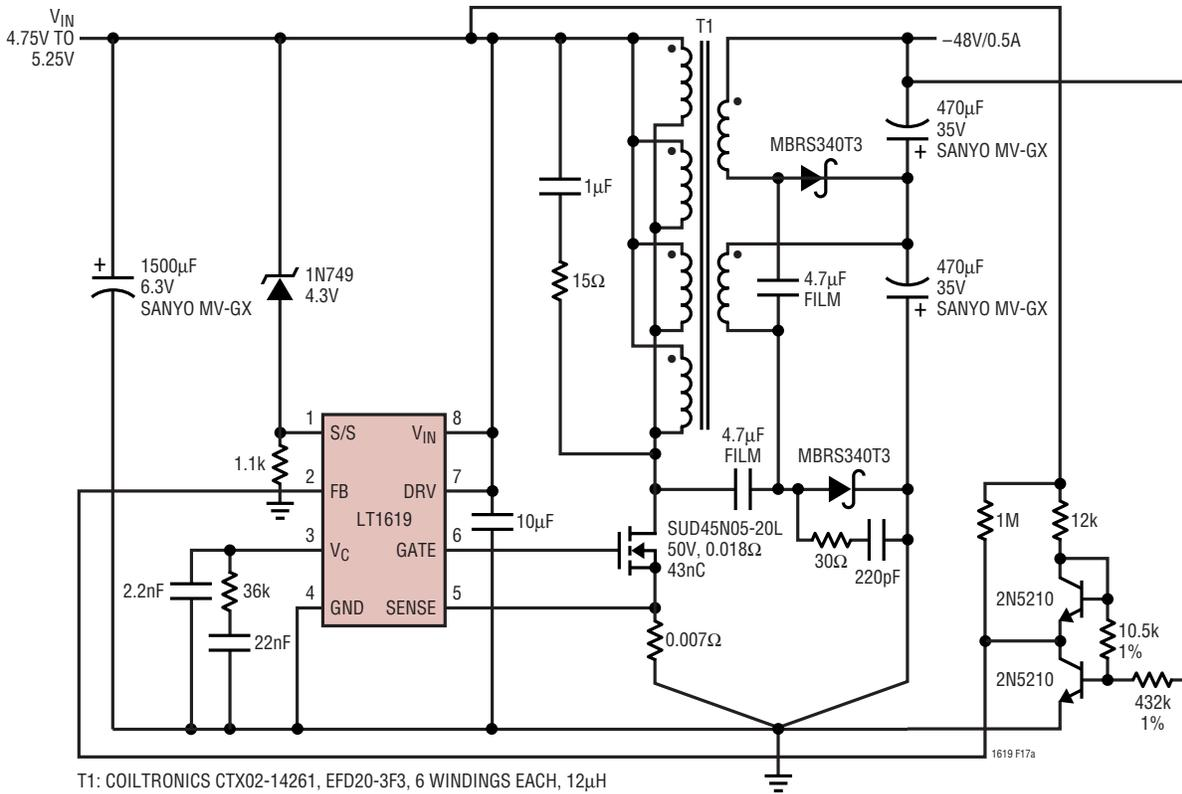 VIN
4.75V TO
5.25V
T1
–48V/0.5A
470µF
35V
+ SANYO MV-GX
MBRS340T3
1µF
+
1500µF
6.3V
SANYO MV-GX
1N749
4.3V
15Ω
4.7µF
FILM
470µF
35V
+ SANYO MV-GX
1
S/S
VIN
8
1.1k
2
FB
DRV
7
LT1619
10µF
3
VC
GATE
6
4
GND
SENSE
5
2.2nF
36k
22nF
4.7µF
FILM
MBRS340T3
SUD45N05-20L
50V, 0.018Ω
43nC
30Ω
220pF
0.007Ω
1M
12k
2N5210
10.5k
1%
2N5210
432k
1%
1619 F17a
T1: COILTRONICS CTX02-14261, EFD20-3F3, 6 WINDINGS EACH, 12µH